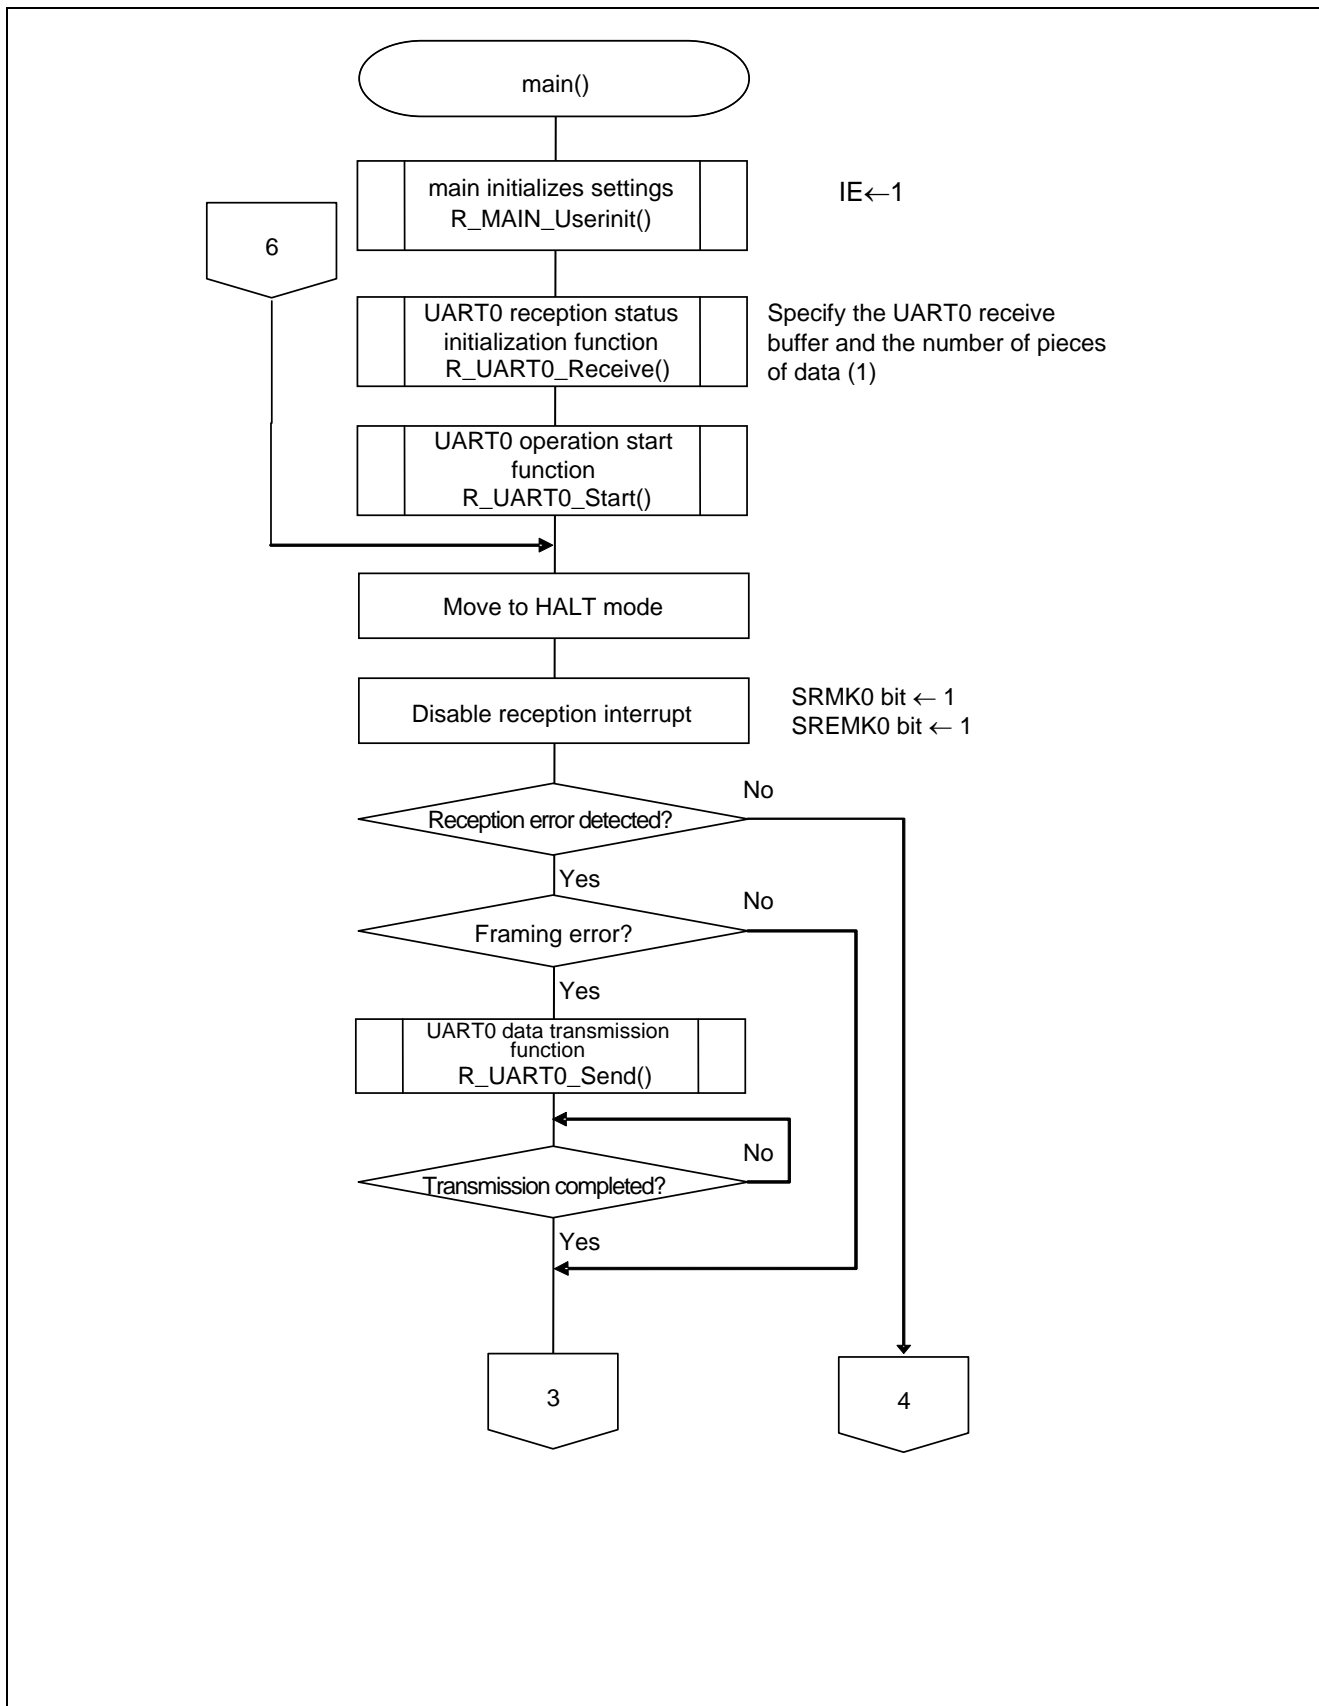 main()
main initializes settings
R_MAIN_Userinit()
IE←1
6
UART0 reception status
initialization function
R_UART0_Receive()
Specify the UART0 receive
buffer and the number of pieces
of data (1)
UART0 operation start
function
R_UART0_Start()
Move to HALT mode
Disable reception interrupt
SRMK0 bit ← 1
SREMK0 bit ← 1
Reception error detected?
No
Yes
Framing error?
No
Yes
UART0 data transmission
function
R_UART0_Send()
Transmission completed?
No
Yes
3
4